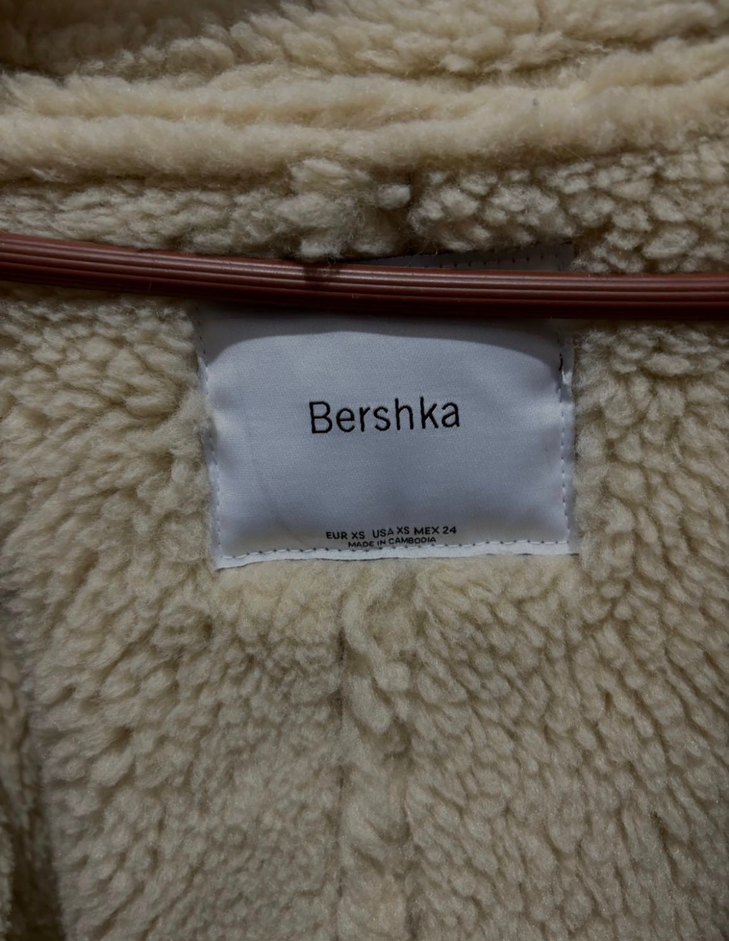 Bershka
EUR XS USA XS MEX 24
MADE IN CAMBODIA